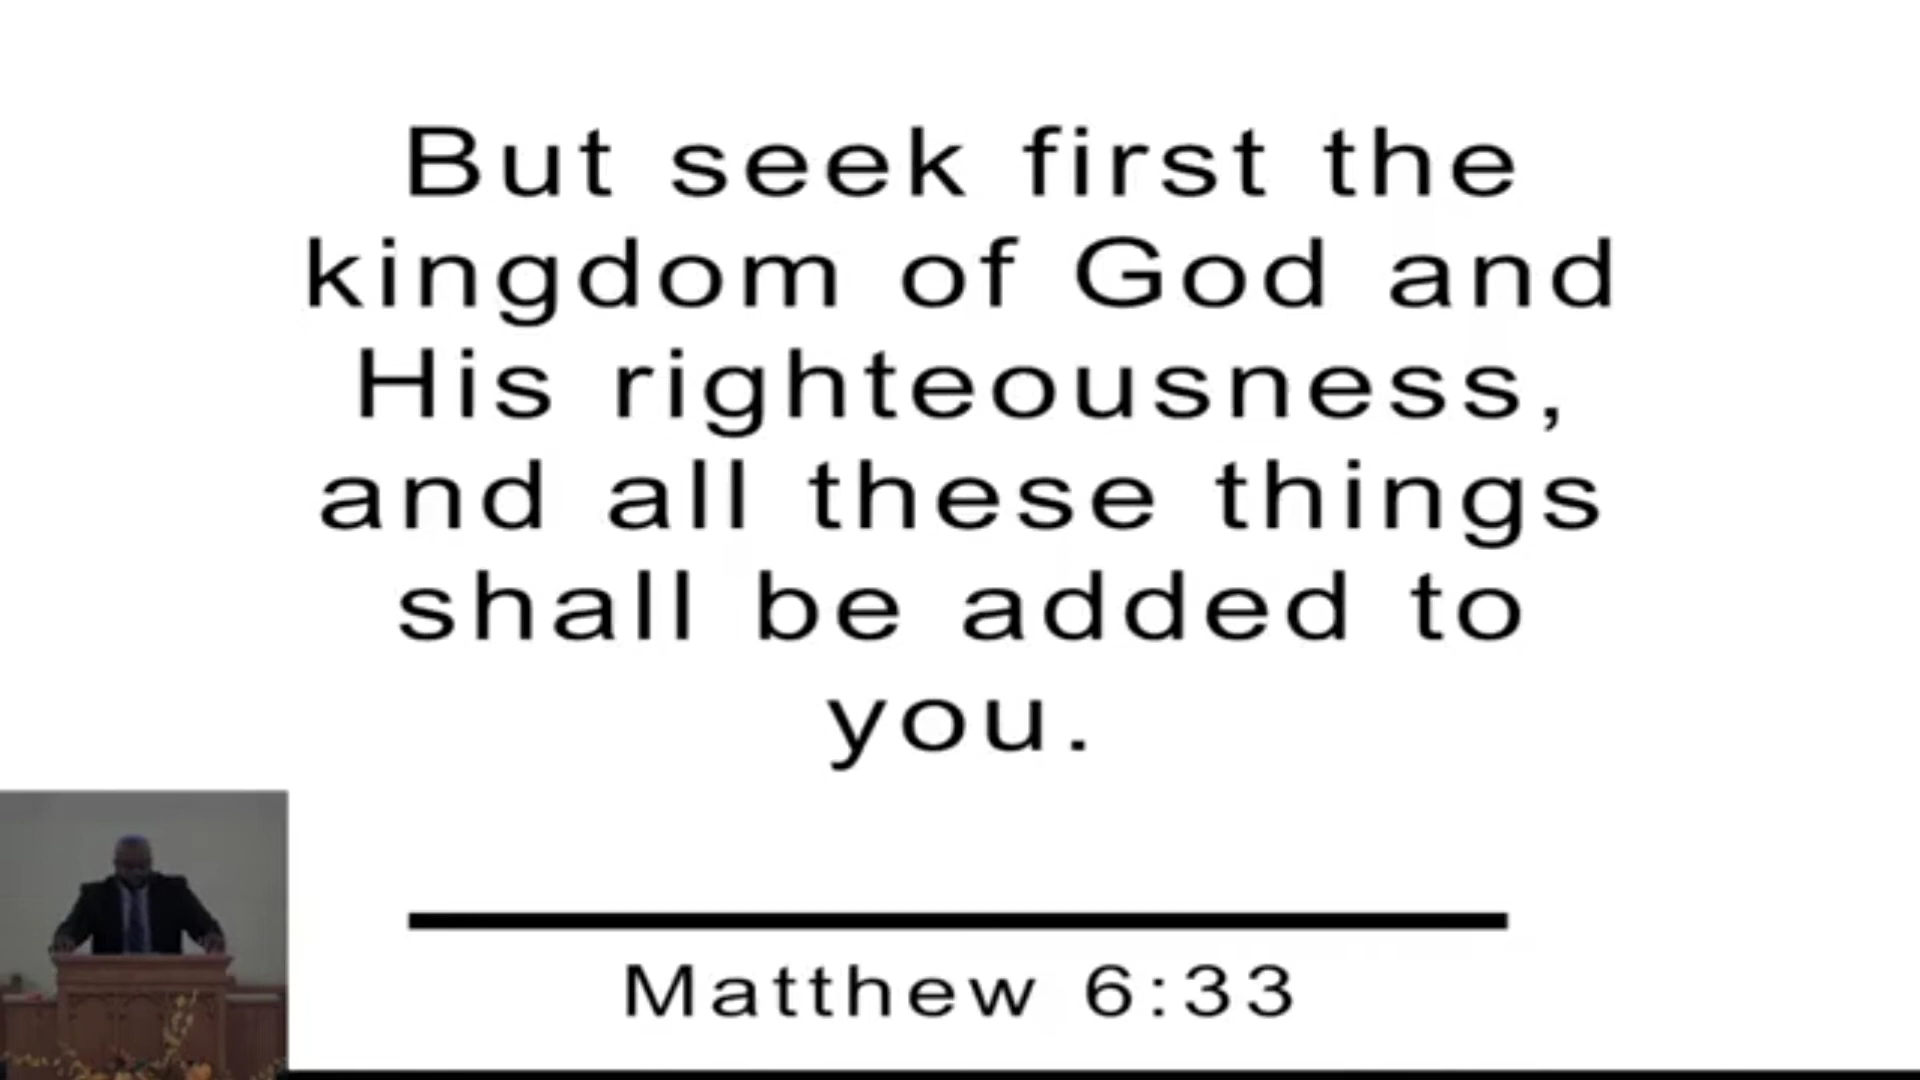 But seek first the
kingdom of God and
His righteousness,
and all these things
shall be added to
you.
Matthew 6:33